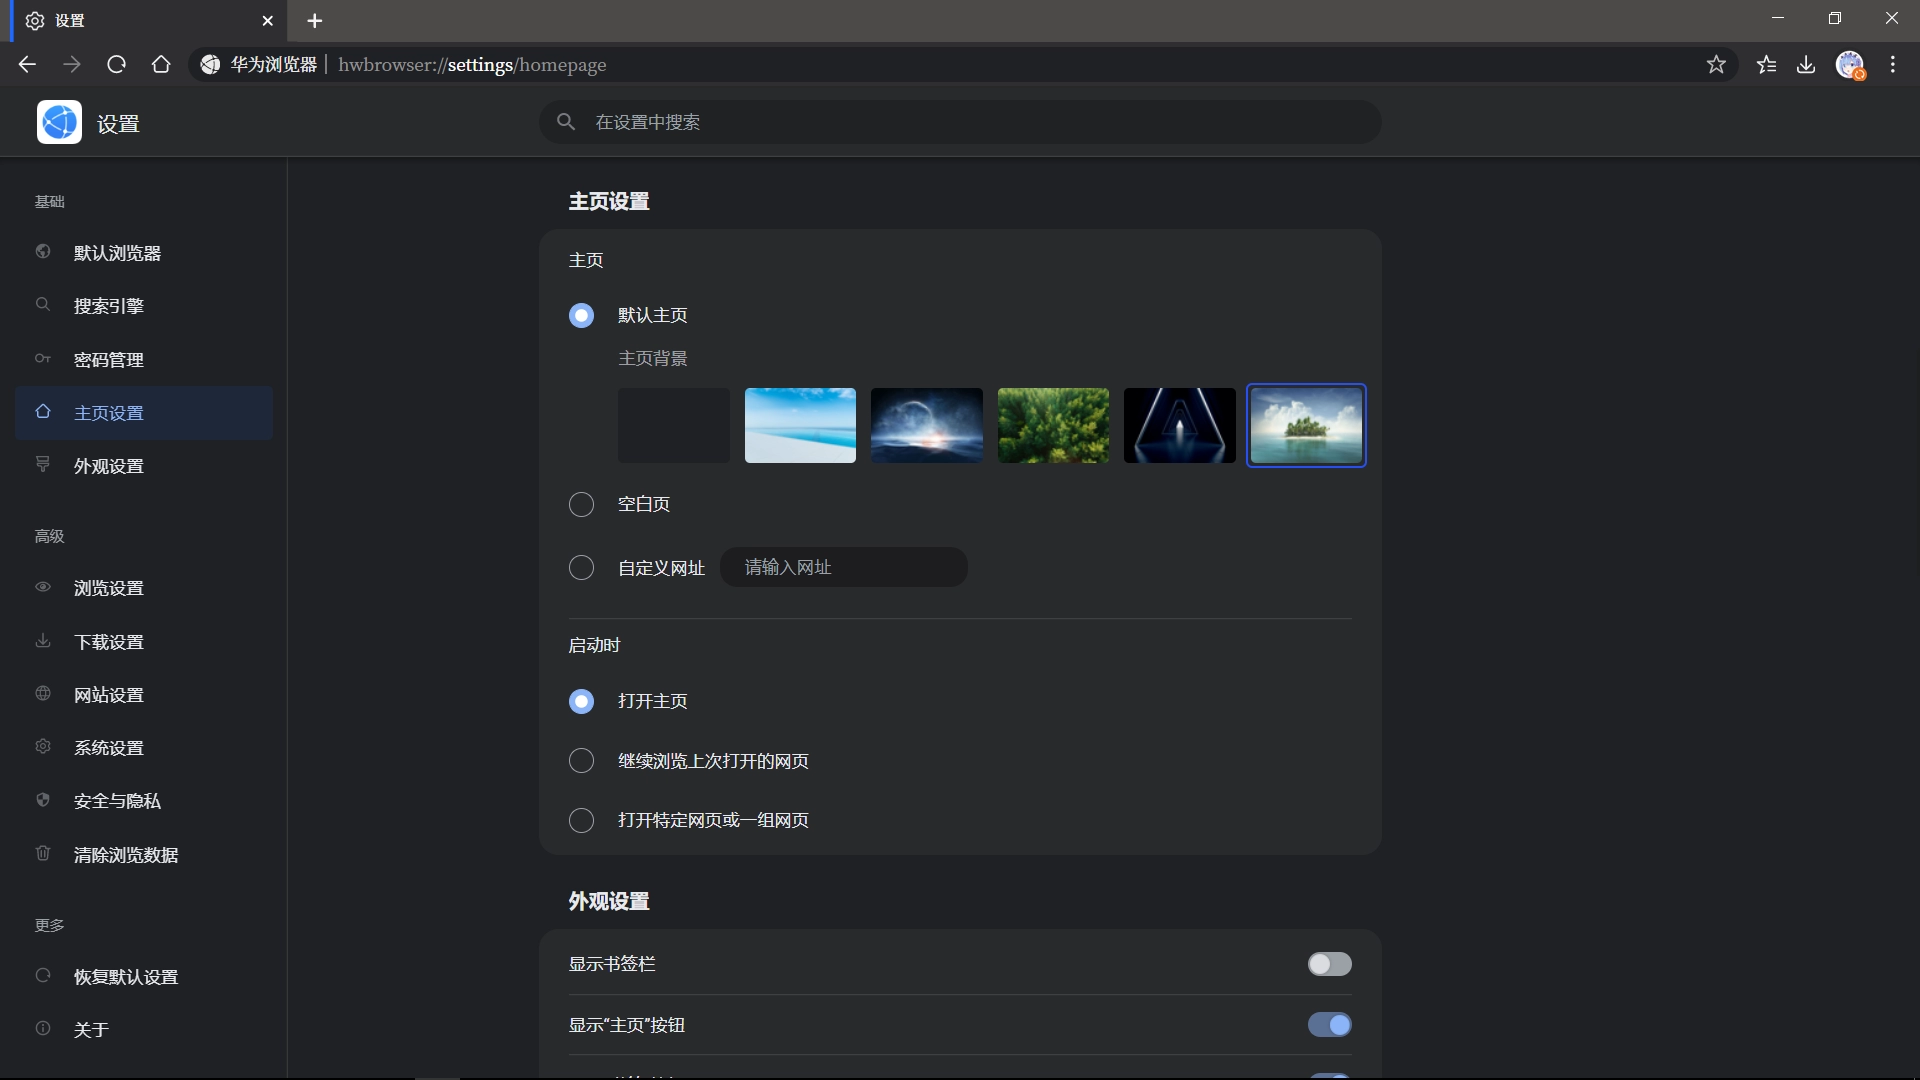 设置
华为浏览器 | hwbrowser://settings/homepage
设置
在设置中搜索
基础
默认浏览器
搜索引擎
密码管理
主页设置
外观设置
高级
浏览设置
下载设置
网站设置
系统设置
安全与隐私
清除浏览数据
更多
恢复默认设置
关于
主页设置
主页
默认主页
主页背景
空白页
自定义网址
请输入网址
启动时
打开主页
继续浏览上次打开的网页
打开特定网页或一组网页
外观设置
显示书签栏
显示“主页”按钮